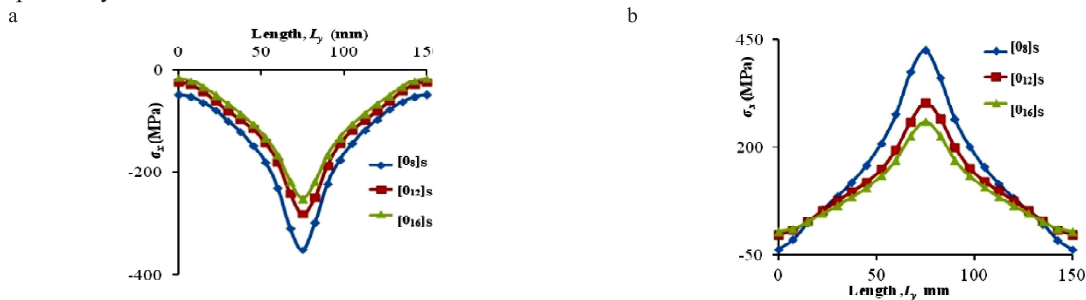 a
Length, Ly (mm)
0 50 100 150
0
-200
-400
σx (MPa)
[0₈]s
[0₁₂]s
[0₁₆]s
b
450
200
-50
σx (MPa)
[0₈]s
[0₁₂]s
[0₁₆]s
0 50 100 150
Length, Ly mm